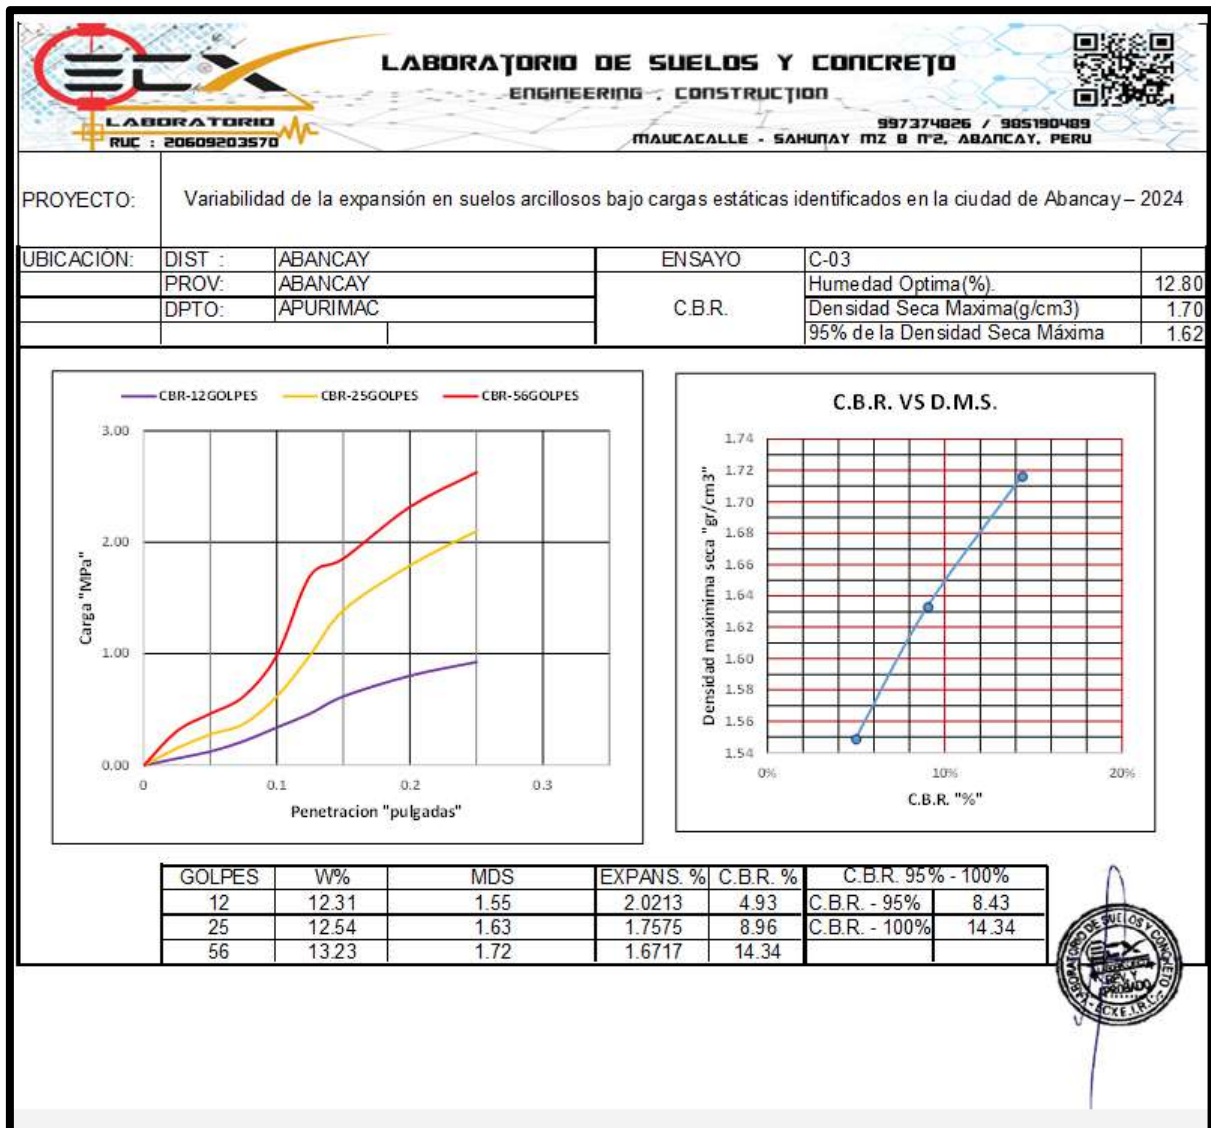 ECX
LABORATORIO
RUC : 20609203570
LABORATORIO DE SUELOS Y CONCRETO
ENGINEERING . CONSTRUCTION
997374826 / 985190489
MAUCACALLE - SAHUNAY MZ B N°2, ABANCAY, PERU
PROYECTO: Variabilidad de la expansión en suelos arcillosos bajo cargas estáticas identificados en la ciudad de Abancay – 2024
UBICACIÓN: DIST : ABANCAY ENSAYO C-03
PROV: ABANCAY C.B.R. Humedad Optima(%). 12.80
DPTO: APURIMAC Densidad Seca Maxima(g/cm3) 1.70
95% de la Densidad Seca Máxima 1.62
CBR-12GOLPES CBR-25GOLPES CBR-56GOLPES
3.00
2.00
1.00
0.00
Carga "MPa"
0 0.1 0.2 0.3
Penetracion "pulgadas"
C.B.R. VS D.M.S.
Densidad maximima seca "gr/cm3"
1.74
1.72
1.70
1.68
1.66
1.64
1.62
1.60
1.58
1.56
1.54
0% 10% 20%
C.B.R. "%"
GOLPES W% MDS EXPANS. % C.B.R. % C.B.R. 95% - 100%
12 12.31 1.55 2.0213 4.93 C.B.R. - 95% 8.43
25 12.54 1.63 1.7575 8.96 C.B.R. - 100% 14.34
56 13.23 1.72 1.6717 14.34
LABORATORIO DE SUELOS Y CONCRETO
ECX E.I.R.L.